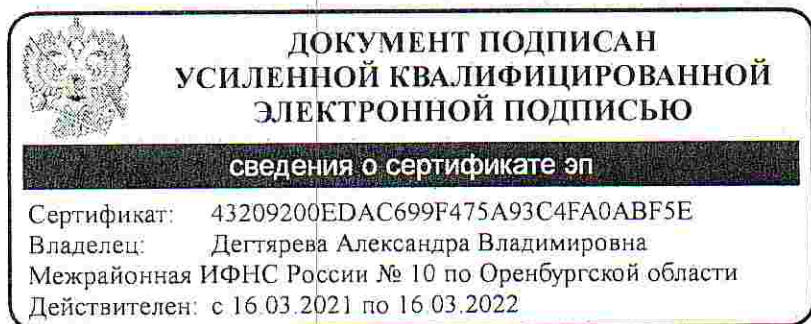 ДОКУМЕНТ ПОДПИСАН
УСИЛЕННОЙ КВАЛИФИЦИРОВАННОЙ
ЭЛЕКТРОННОЙ ПОДПИСЬЮ
сведения о сертификате эп
Сертификат: 43209200EDAC699F475A93C4FA0ABF5E
Владелец: Дегтярева Александра Владимировна
Межрайонная ИФНС России № 10 по Оренбургской области
Действителен: с 16.03.2021 по 16.03.2022